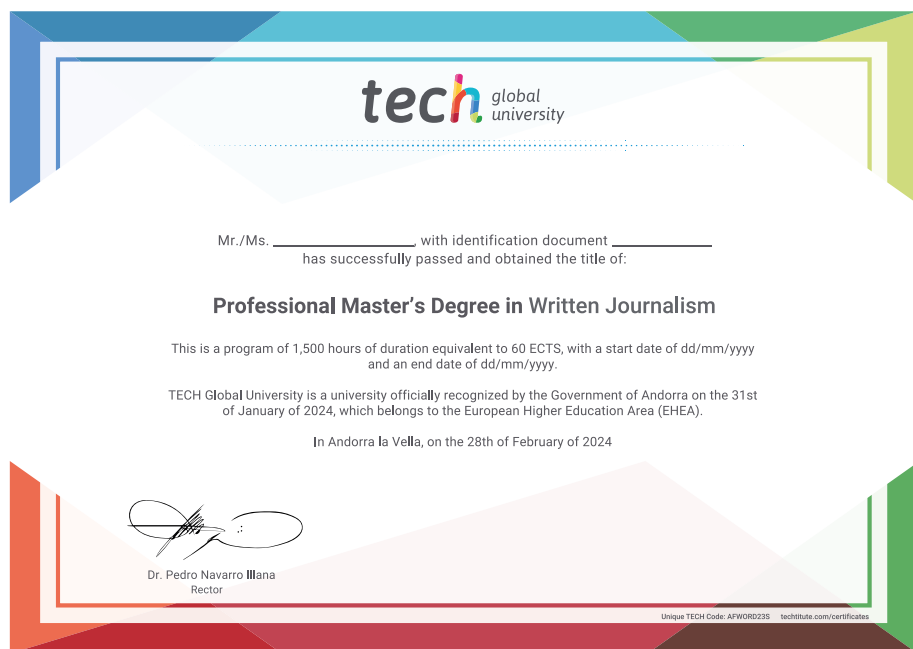 tech global university
Mr./Ms. ____________, with identification document ____________
has successfully passed and obtained the title of:
Professional Master's Degree in Written Journalism
This is a program of 1,500 hours of duration equivalent to 60 ECTS, with a start date of dd/mm/yyyy
and an end date of dd/mm/yyyy.
TECH Global University is a university officially recognized by the Government of Andorra on the 31st
of January of 2024, which belongs to the European Higher Education Area (EHEA).
In Andorra la Vella, on the 28th of February of 2024
Dr. Pedro Navarro Illana
Rector
Unique TECH Code: AFWORD23S techtitute.com/certificates